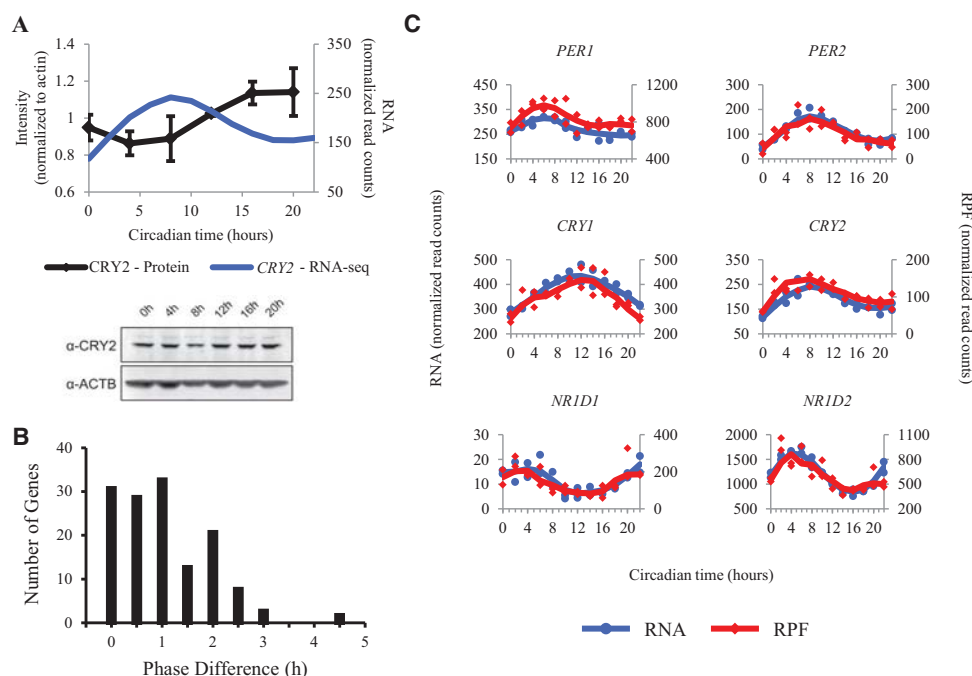 A
Intensity
(normalized to actin)
1.4
1.2
1
0.8
0.6
350
250
150
50
RNA
(normalized read counts)
0
5
10
15
20
Circadian time (hours)
CRY2 - Protein
CRY2 - RNA-seq
0h
4h
8h
12h
16h
20h
α-CRY2
α-ACTB
B
Number of Genes
40
30
20
10
0
0
1
2
3
4
5
Phase Difference (h)
C
RNA (normalized read counts)
RPF (normalized read counts)
PER1
450
350
250
150
1200
1000
800
600
400
0 4 8 12 16 20
PER2
300
200
100
0
300
200
100
0
0 4 8 12 16 20
CRY1
500
400
300
200
500
400
300
200
0 4 8 12 16 20
CRY2
350
250
150
50
200
100
0
0 4 8 12 16 20
NR1D1
30
20
10
0
400
200
0
0 4 8 12 16 20
NR1D2
2000
1500
1000
500
1100
800
500
200
0 4 8 12 16 20
Circadian time (hours)
RNA
RPF